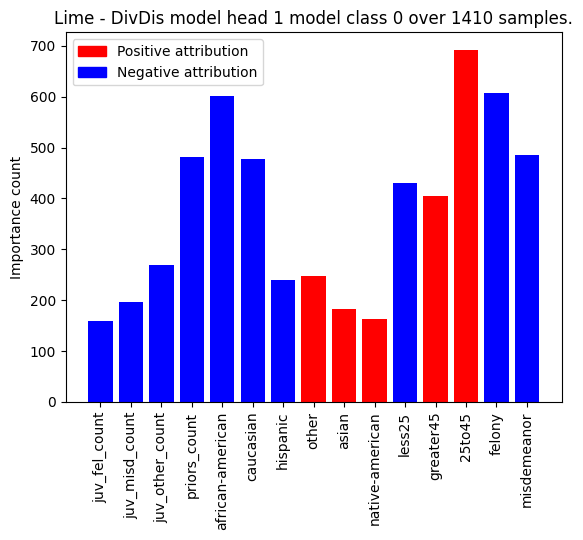 Lime - DivDis model head 1 model class 0 over 1410 samples.
Positive attribution
Negative attribution
Importance count
700
600
500
400
300
200
100
0
juv_fel_count
juv_misd_count
juv_other_count
priors_count
african-american
caucasian
hispanic
other
asian
native-american
less25
greater45
25to45
felony
misdemeanor